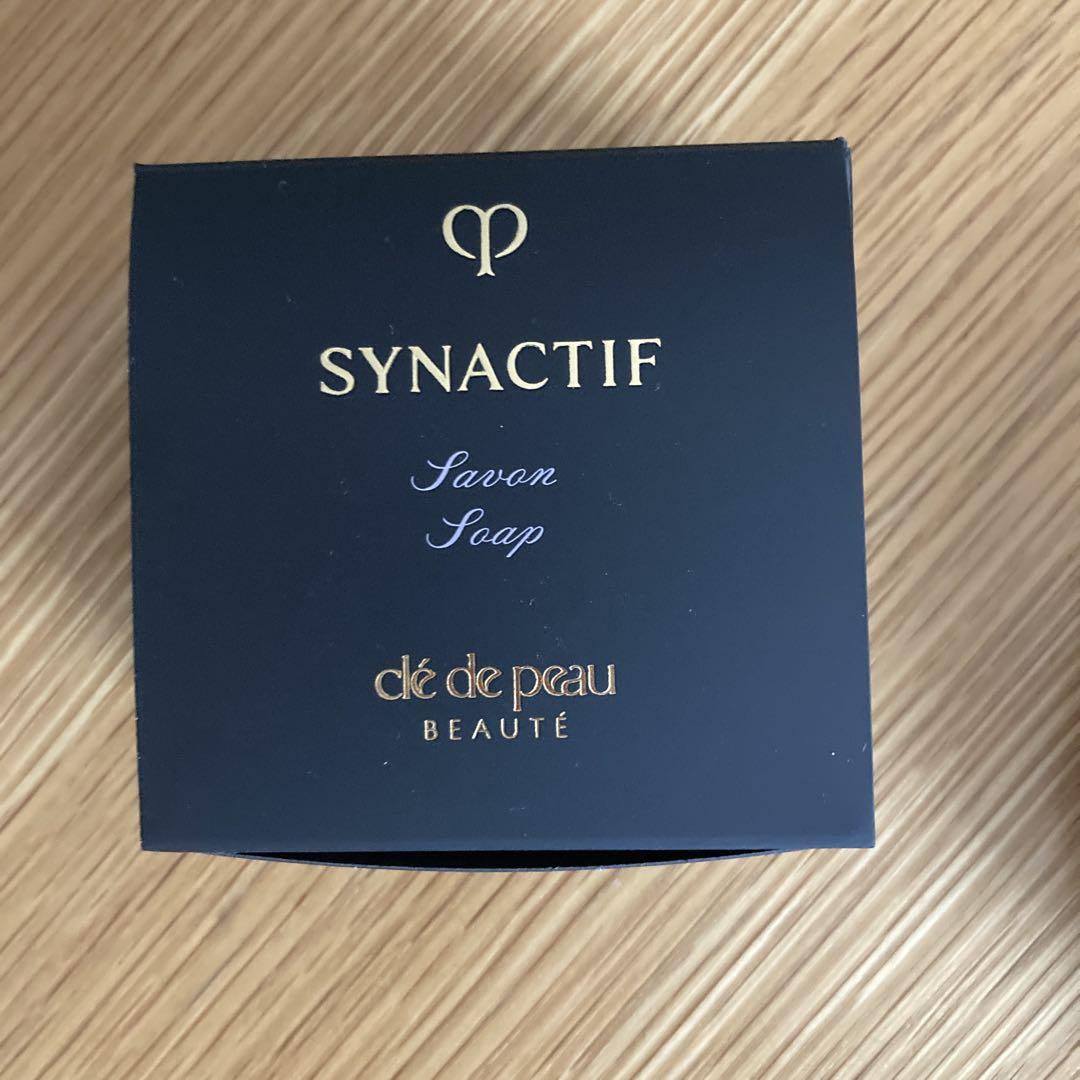 SYNACTIF
Savon
Soap
clé de peau
BEAUTÉ